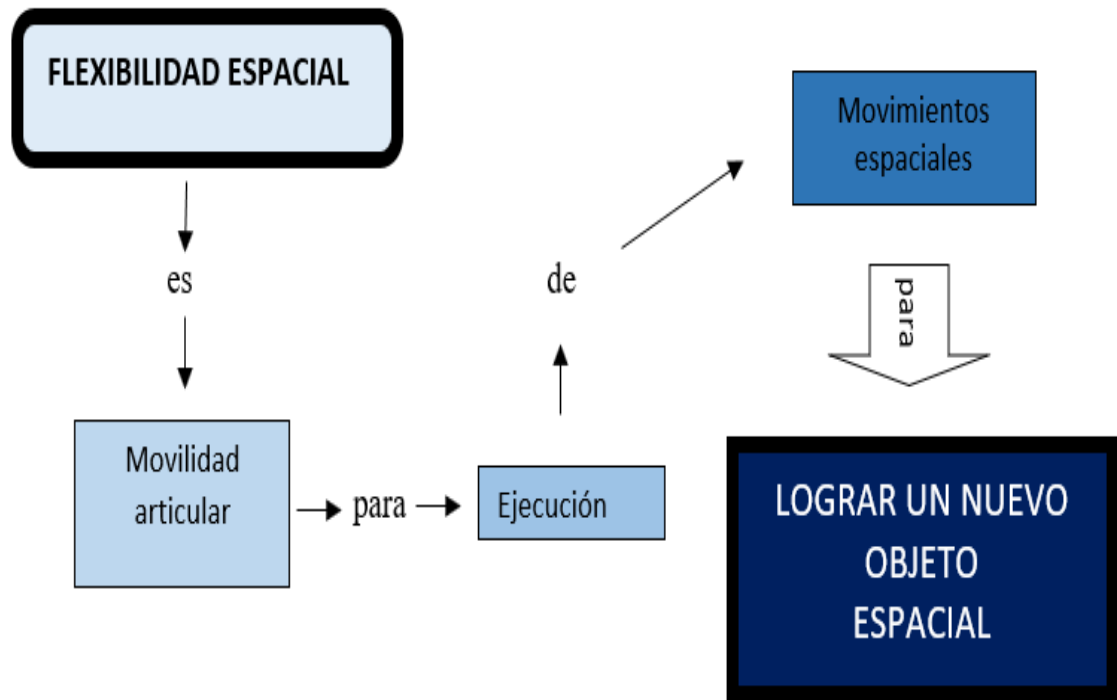 FLEXIBILIDAD ESPACIAL
es
Movilidad
articular
para
Ejecución
de
Movimientos
espaciales
para
LOGRAR UN NUEVO
OBJETO
ESPACIAL